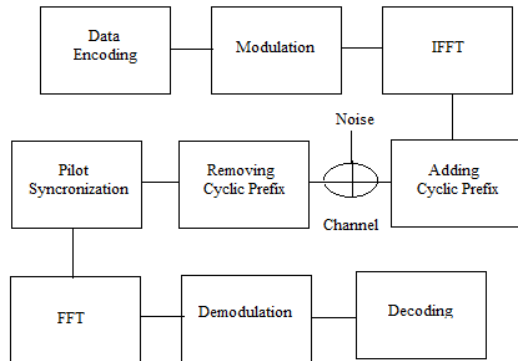 Data
Encoding
Modulation
IFFT
Noise
Pilot
Syncronization
Removing
Cyclic Prefix
Adding
Cyclic Prefix
Channel
FFT
Demodulation
Decoding